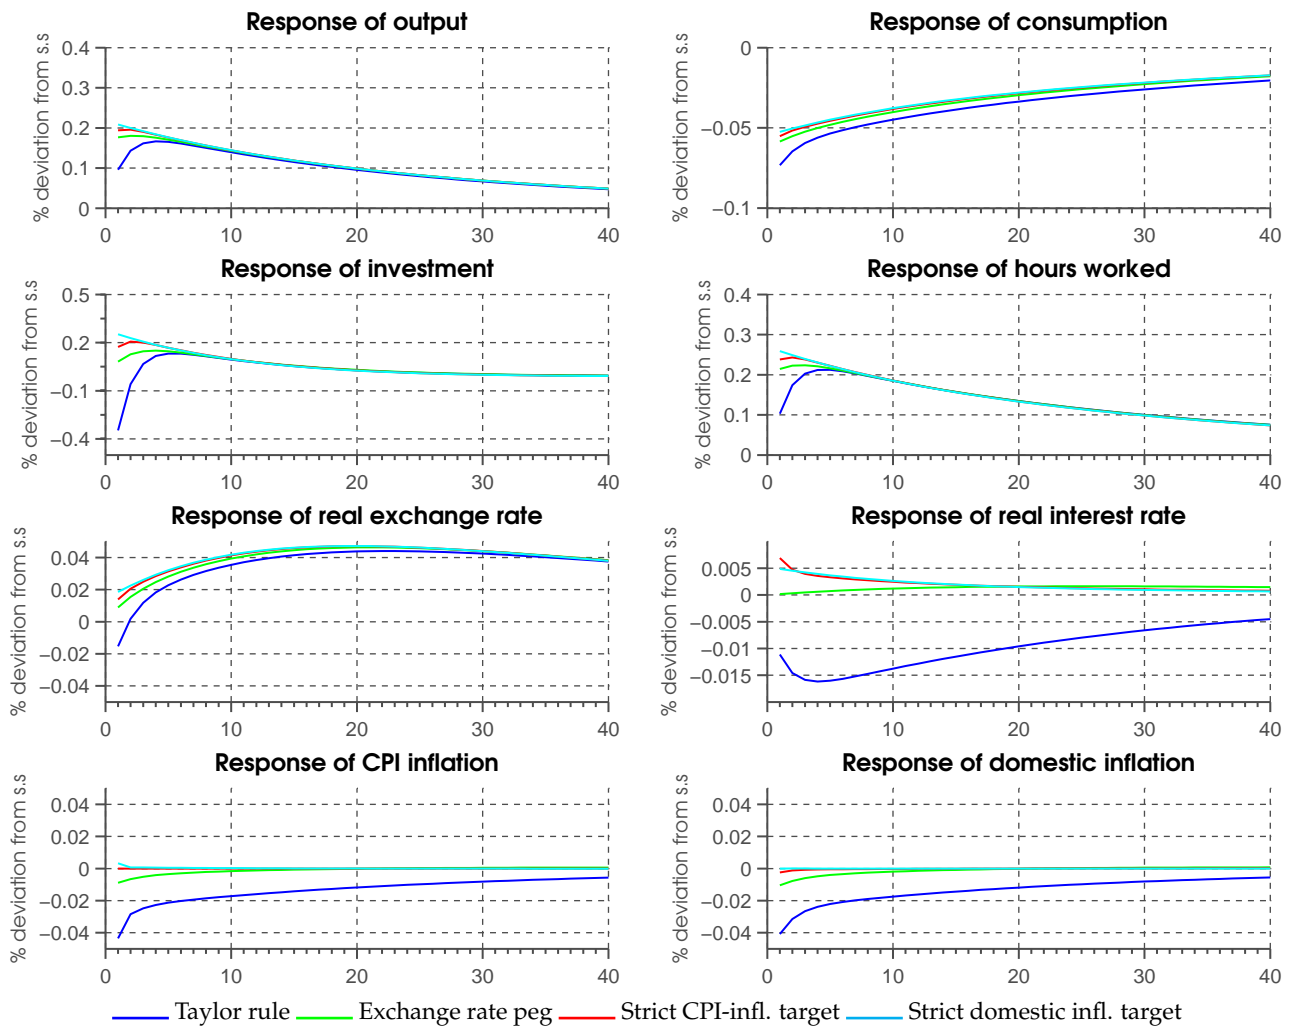 Response of output
Response of consumption
% deviation from s.s
0.4
0.3
0.2
0.1
0
0 10 20 30 40
% deviation from s.s
0
−0.05
−0.1
0 10 20 30 40
Response of investment
Response of hours worked
% deviation from s.s
0.5
0.2
−0.1
−0.4
0 10 20 30 40
% deviation from s.s
0.4
0.3
0.2
0.1
0
0 10 20 30 40
Response of real exchange rate
Response of real interest rate
% deviation from s.s
0.04
0.02
0
−0.02
−0.04
0 10 20 30 40
% deviation from s.s
0.005
0
−0.005
−0.01
−0.015
0 10 20 30 40
Response of CPI inflation
Response of domestic inflation
% deviation from s.s
0.04
0.02
0
−0.02
−0.04
0 10 20 30 40
% deviation from s.s
0.04
0.02
0
−0.02
−0.04
0 10 20 30 40
Taylor rule Exchange rate peg Strict CPI-infl. target Strict domestic infl. target